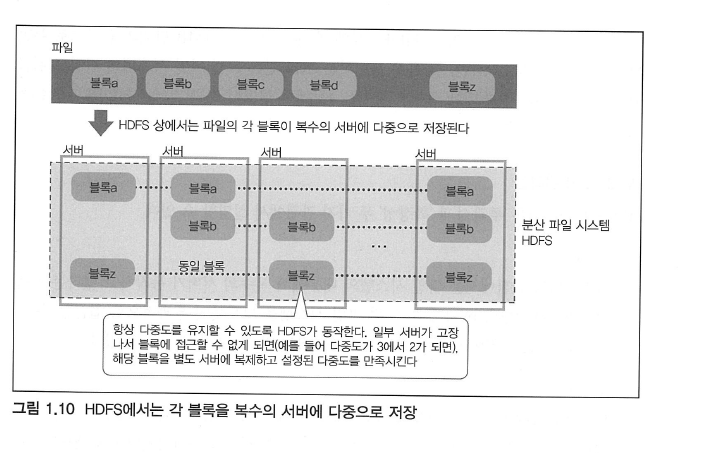 파일
블록a 블록b 블록c 블록d 블록z
HDFS 상에서는 파일의 각 블록이 복수의 서버에 다중으로 저장된다
서버 서버 서버 서버
블록a 블록a 블록a
블록b 블록b 블록b
...
분산 파일 시스템
HDFS
동일 블록
블록z 블록z 블록z
항상 다중도를 유지할 수 있도록 HDFS가 동작한다. 일부 서버가 고장
나서 블록에 접근할 수 없게 되면(예를 들어 다중도가 3에서 2가 되면),
해당 블록을 별도 서버에 복제하고 설정된 다중도를 만족시킨다
그림 1.10 HDFS에서는 각 블록을 복수의 서버에 다중으로 저장